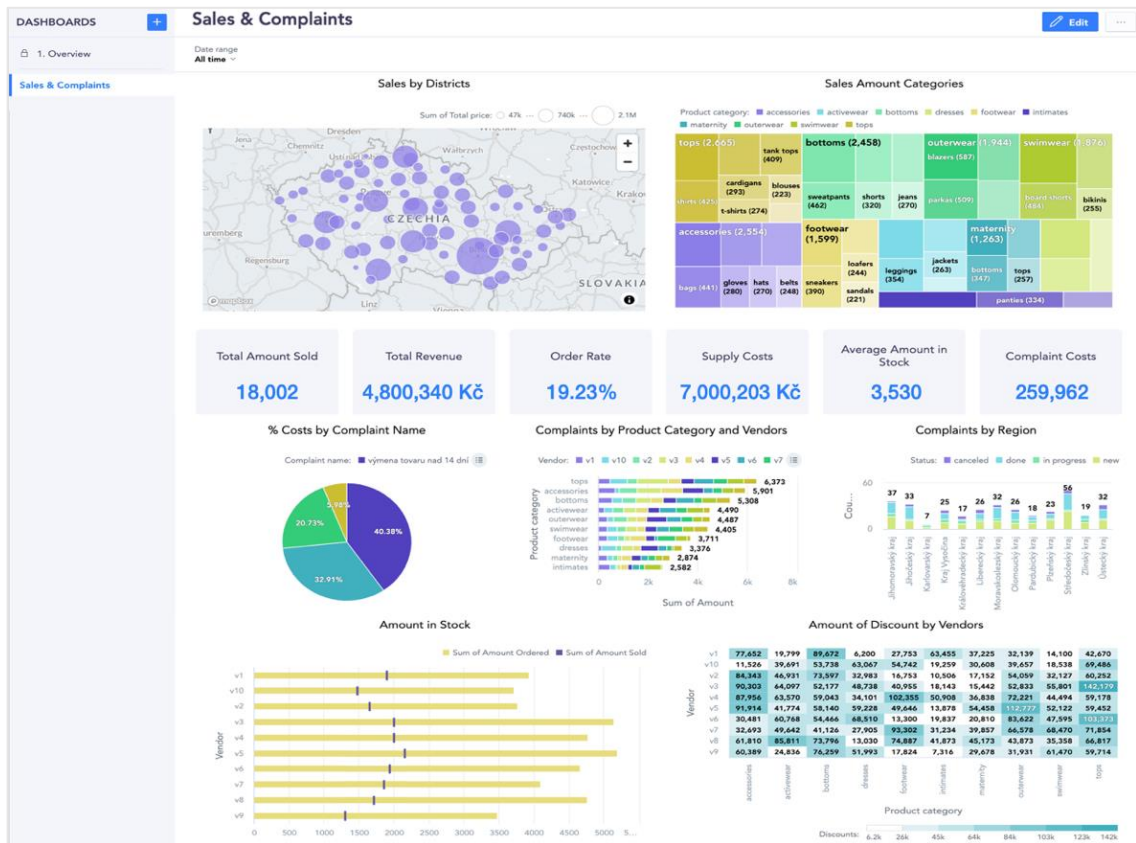 DASHBOARDS
+
1. Overview
Sales & Complaints
Sales & Complaints
Edit
Date range
All time
Sales by Districts
Sum of Total price: 47k ... 740k ... 2.1M
Jena
Chemnitz
Dresden
Wałbrzych
Częstochow
Katowice
Krako
CZECHIA
Regensburg
Linz
SLOVAKIA
mapbox
Sales Amount Categories
Product category: accessories activewear bottoms dresses footwear intimates
maternity outerwear swimwear tops
tops (2,665)
tank tops (409)
cardigans (293)
blouses (223)
shirts (425)
t-shirts (274)
bottoms (2,458)
sweatpants (462)
shorts (320)
jeans (270)
outerwear (1,944)
blazers (587)
parkas (509)
swimwear (1,876)
board shorts (484)
bikinis (255)
accessories (2,554)
bags (441)
gloves (280)
hats (270)
belts (248)
footwear (1,599)
loafers (244)
sneakers (390)
sandals (221)
leggings (354)
jackets (263)
maternity (1,263)
bottoms (347)
tops (257)
panties (334)
Total Amount Sold
18,002
Total Revenue
4,800,340 Kč
Order Rate
19.23%
Supply Costs
7,000,203 Kč
Average Amount in Stock
3,530
Complaint Costs
259,962
% Costs by Complaint Name
Complaint name: výmena tovaru nad 14 dní
5.98%
20.73%
40.38%
32.91%
Complaints by Product Category and Vendors
Vendor: v1 v10 v2 v3 v4 v5 v6 v7
Product category
tops 6,373
accessories 5,901
bottoms 5,308
activewear 4,490
outerwear 4,487
swimwear 4,405
footwear 3,711
dresses 3,376
maternity 2,874
intimates 2,582
0 2k 4k 6k 8k
Sum of Amount
Complaints by Region
Status: canceled done in progress new
Cou...
60
0
37 33 7 25 17 26 32 26 18 23 56 19 32
Jihomoravský kraj
Jihočeský kraj
Karlovarský kraj
Kraj Vysočina
Královéhradecký kraj
Liberecký kraj
Moravskoslezský kraj
Olomoucký kraj
Pardubický kraj
Plzeňský kraj
Středočeský kraj
Zlínský kraj
Ústecký kraj
Amount in Stock
Sum of Amount Ordered Sum of Amount Sold
Vendor
v1
v10
v2
v3
v4
v5
v6
v7
v8
v9
0 500 1000 1500 2000 2500 3000 3500 4000 4500 5000 5...
Amount of Discount by Vendors
Vendor
v1 77,652 19,799 89,672 6,200 27,753 63,455 37,225 32,139 14,100 42,670
v10 11,526 39,691 53,738 63,067 54,742 19,259 30,608 39,657 18,538 69,486
v2 84,343 46,931 73,597 32,983 16,753 10,506 17,152 54,059 32,127 60,252
v3 90,303 64,097 52,177 48,738 40,955 18,143 15,442 52,833 55,801 142,179
v4 87,956 63,570 59,043 34,101 102,355 50,908 36,838 72,221 44,494 59,178
v5 91,914 41,774 58,140 59,228 49,646 13,878 54,458 112,777 52,122 59,452
v6 30,481 60,768 54,466 68,510 13,300 19,837 20,810 83,622 47,595 103,373
v7 32,693 49,642 41,126 27,905 93,302 31,234 39,857 66,578 68,470 71,854
v8 61,810 85,811 73,796 13,030 74,887 41,873 45,173 43,873 35,358 66,817
v9 60,389 24,836 76,259 51,993 17,824 7,316 29,678 31,931 61,470 59,714
accessories
activewear
bottoms
dresses
footwear
intimates
maternity
outerwear
swimwear
tops
Product category
Discounts: 6.2k 26k 45k 64k 84k 103k 123k 142k